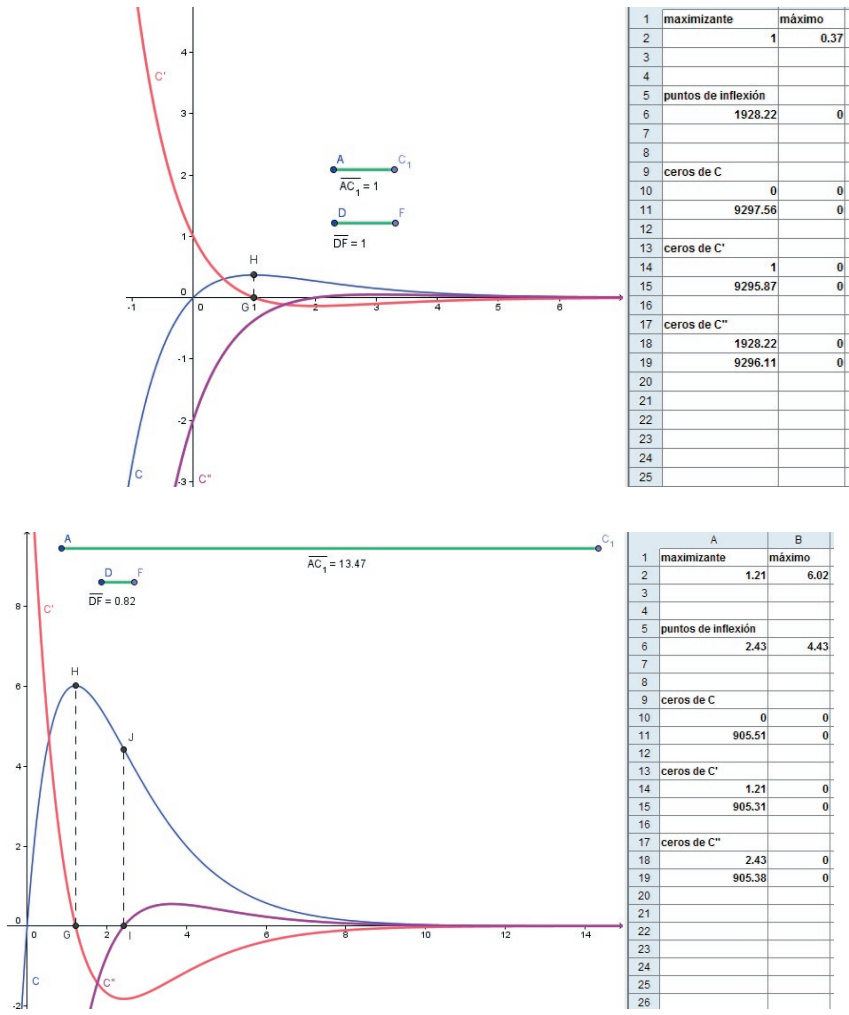 4
C'
3
2
A C₁
AC₁ = 1
D F
DF = 1
1
H
0
-1 0 G 1 2 3 4 5 6
-1
-2
C
-3
C"
1 maximizante máximo
2 1 0.37
3
4
5 puntos de inflexión
6 1928.22 0
7
8
9 ceros de C
10 0 0
11 9297.56 0
12
13 ceros de C'
14 1 0
15 9295.87 0
16
17 ceros de C"
18 1928.22 0
19 9296.11 0
20
21
22
23
24
25
A C₁
AC₁ = 13.47
D F
DF = 0.82
8
C'
H
6
J
4
2
0
0 G 2 I 4 6 8 10 12 14
C
C"
-2
A B
1 maximizante máximo
2 1.21 6.02
3
4
5 puntos de inflexión
6 2.43 4.43
7
8
9 ceros de C
10 0 0
11 905.51 0
12
13 ceros de C'
14 1.21 0
15 905.31 0
16
17 ceros de C"
18 2.43 0
19 905.38 0
20
21
22
23
24
25
26